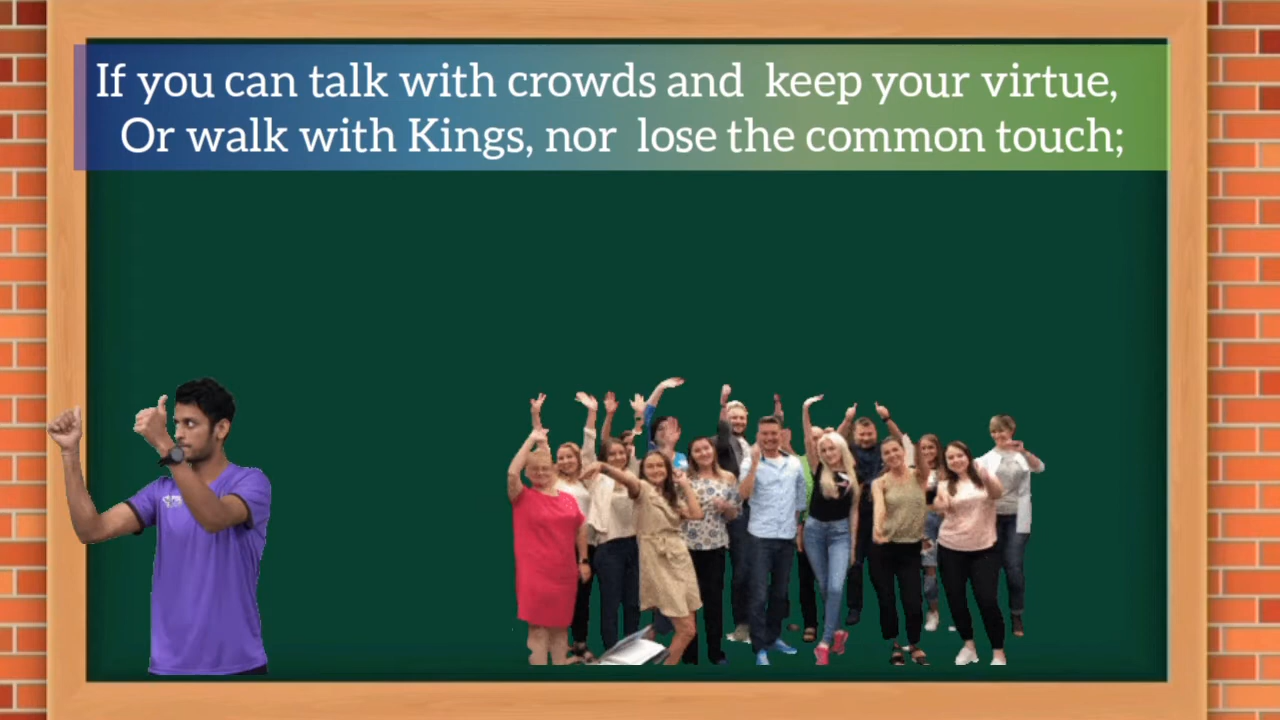 If you can talk with crowds and keep your virtue,
Or walk with Kings, nor lose the common touch;